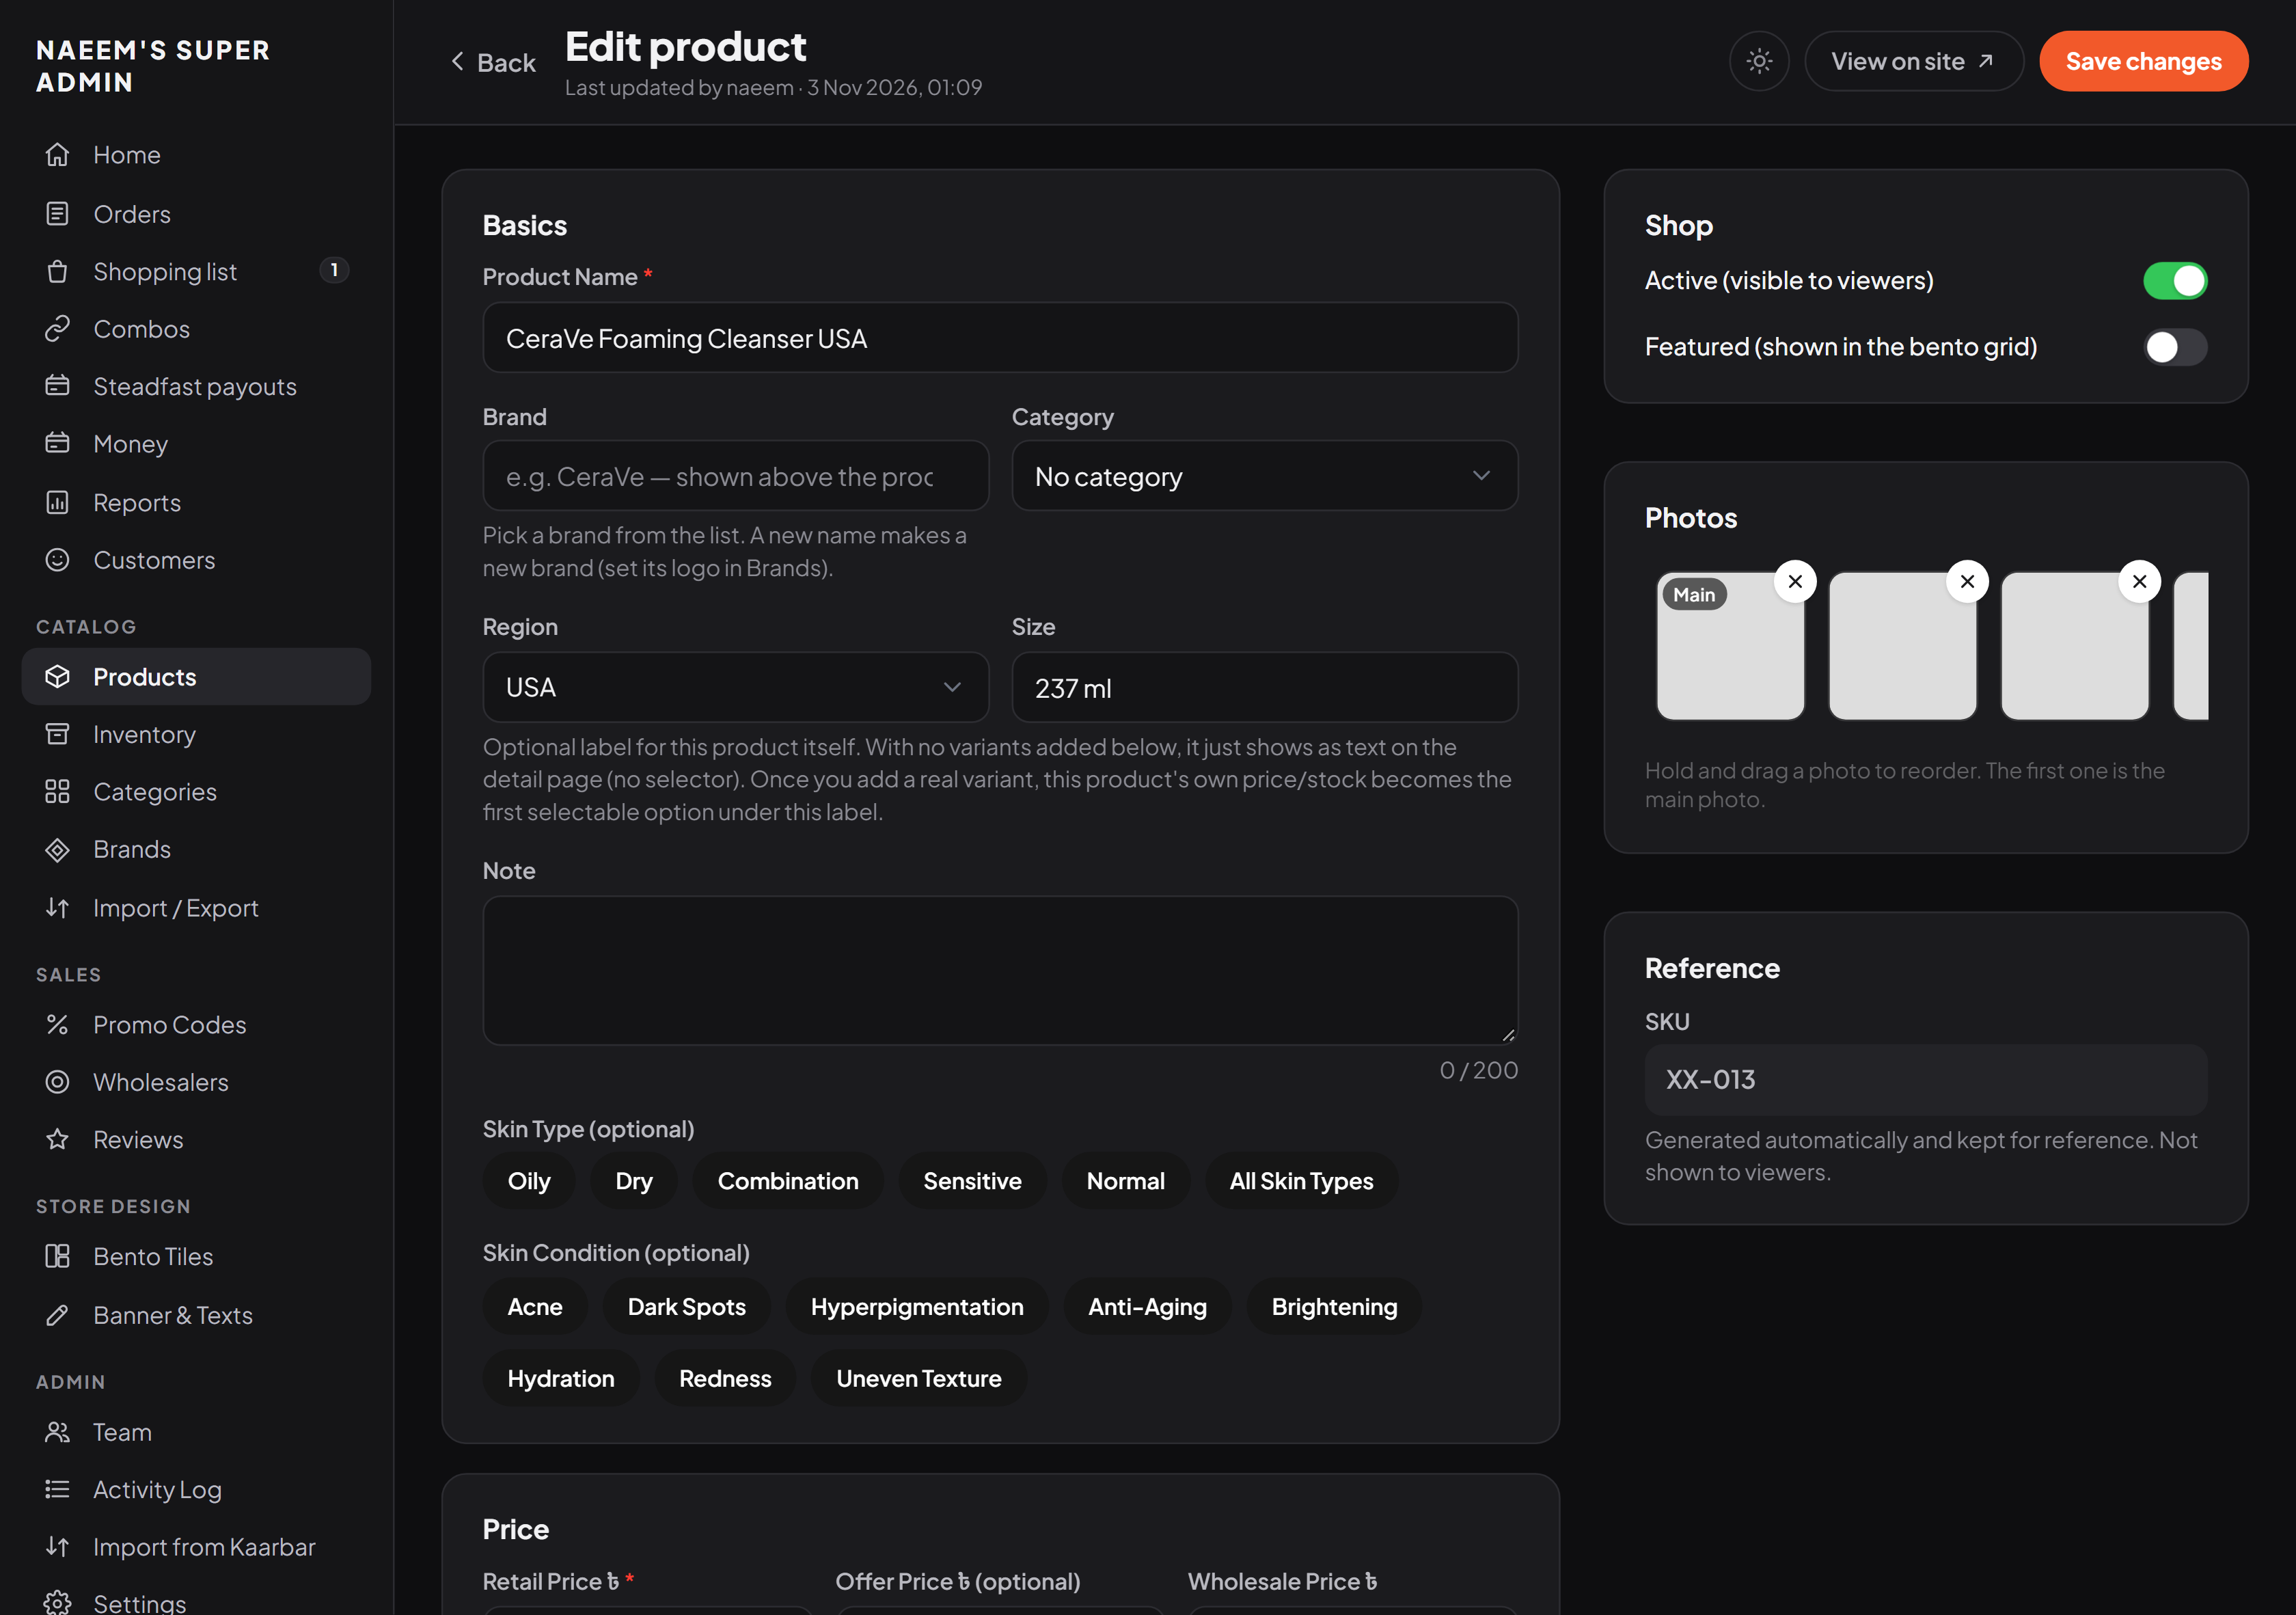 NAEEM'S SUPER
ADMIN
Home
Orders
Shopping list
1
Combos
Steadfast payouts
Money
Reports
Customers
CATALOG
Products
Inventory
Categories
Brands
Import / Export
SALES
Promo Codes
Wholesalers
Reviews
STORE DESIGN
Bento Tiles
Banner & Texts
ADMIN
Team
Activity Log
Import from Kaarbar
Settings
Back
Edit product
Last updated by naeem · 3 Nov 2026, 01:09
View on site
Save changes
Basics
Product Name *
CeraVe Foaming Cleanser USA
Brand
Category
e.g. CeraVe — shown above the proc
No category
Pick a brand from the list. A new name makes a
new brand (set its logo in Brands).
Region
Size
USA
237 ml
Optional label for this product itself. With no variants added below, it just shows as text on the
detail page (no selector). Once you add a real variant, this product's own price/stock becomes the
first selectable option under this label.
Note
0 / 200
Skin Type (optional)
Oily Dry Combination Sensitive Normal All Skin Types
Skin Condition (optional)
Acne Dark Spots Hyperpigmentation Anti-Aging Brightening
Hydration Redness Uneven Texture
Price
Retail Price ৳ *
Offer Price ৳ (optional)
Wholesale Price ৳
Shop
Active (visible to viewers)
Featured (shown in the bento grid)
Photos
Main
Hold and drag a photo to reorder. The first one is the
main photo.
Reference
SKU
XX-013
Generated automatically and kept for reference. Not
shown to viewers.